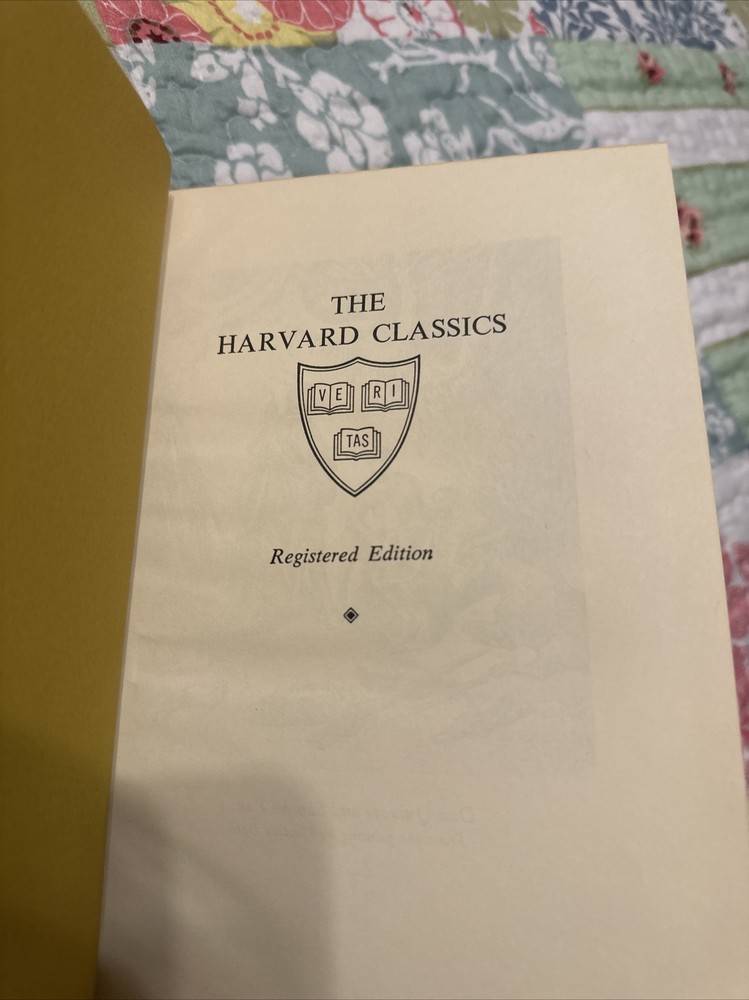 THE
HARVARD CLASSICS
VE RI
TAS
Registered Edition